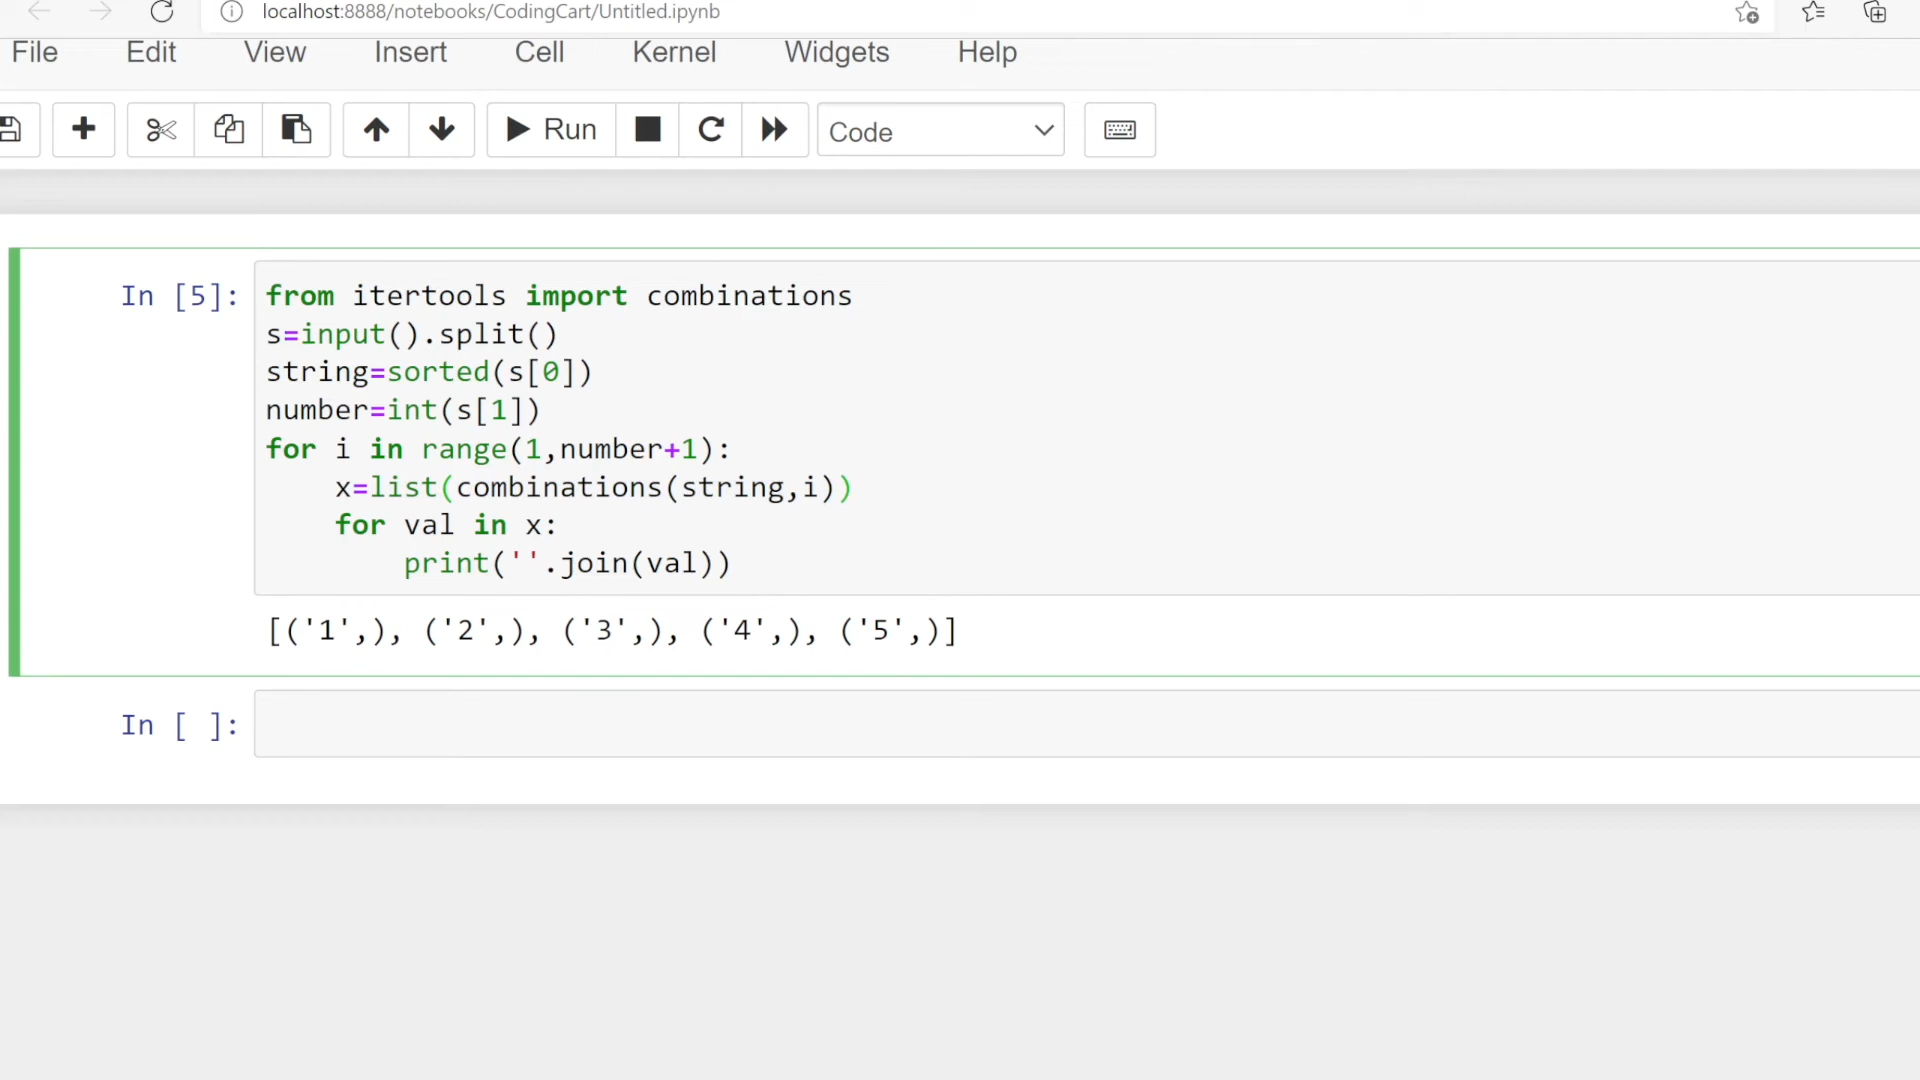 localhost:8888/notebooks/CodingCart/Untitled.ipynb
File Edit View Insert Cell Kernel Widgets Help
Run Code
In [5]:
from itertools import combinations
s=input().split()
string=sorted(s[0])
number=int(s[1])
for i in range(1,number+1):
    x=list(combinations(string,i))
    for val in x:
        print(''.join(val))
[('1',), ('2',), ('3',), ('4',), ('5',)]
In [ ]: